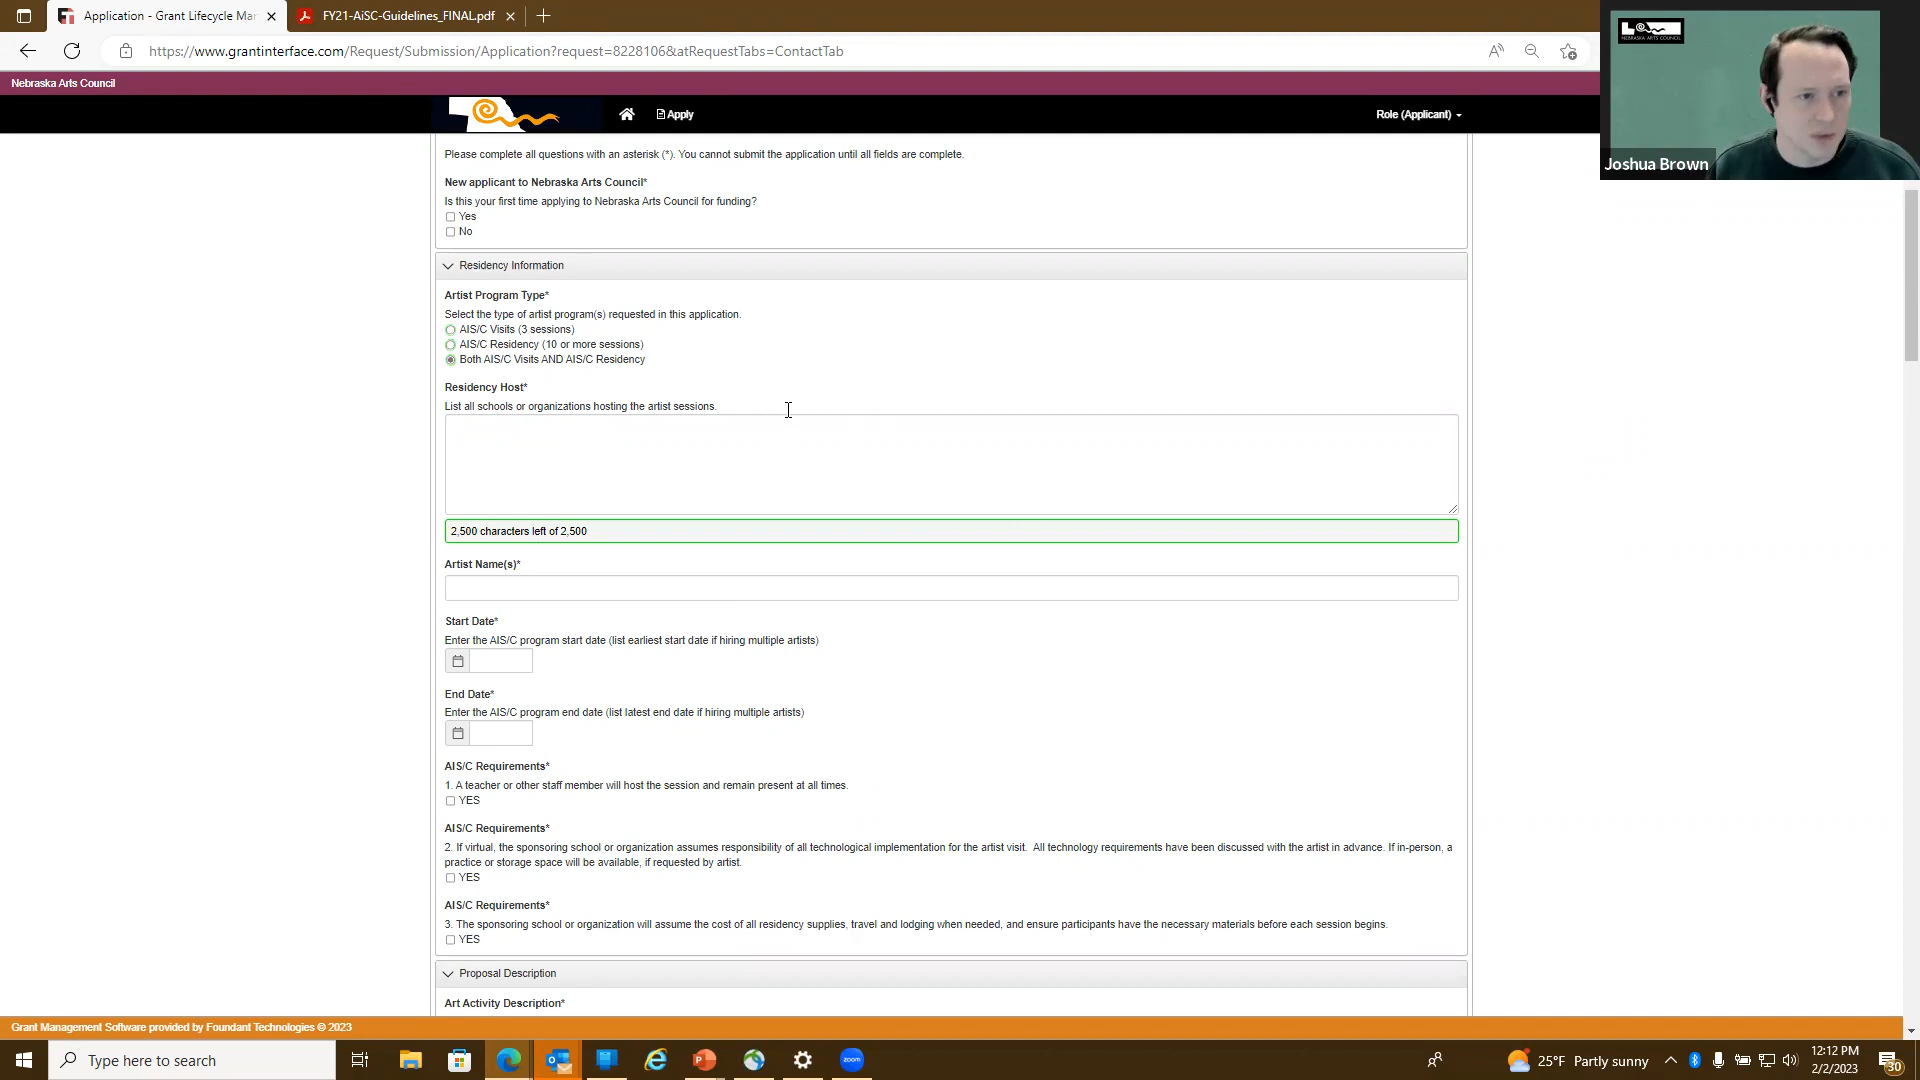 Application - Grant Lifecycle Mar
FY21-AiSC-Guidelines_FINAL.pdf
https://www.grantinterface.com/Request/Submission/Application?request=8228106&atRequestTabs=ContactTab
Nebraska Arts Council
Apply
Role (Applicant)
NEBRASKA ARTS COUNCIL
Joshua Brown
Please complete all questions with an asterisk (*). You cannot submit the application until all fields are complete.
New applicant to Nebraska Arts Council*
Is this your first time applying to Nebraska Arts Council for funding?
Yes
No
Residency Information
Artist Program Type*
Select the type of artist program(s) requested in this application.
AIS/C Visits (3 sessions)
AIS/C Residency (10 or more sessions)
Both AIS/C Visits AND AIS/C Residency
Residency Host*
List all schools or organizations hosting the artist sessions.
2,500 characters left of 2,500
Artist Name(s)*
Start Date*
Enter the AIS/C program start date (list earliest start date if hiring multiple artists)
End Date*
Enter the AIS/C program end date (list latest end date if hiring multiple artists)
AIS/C Requirements*
1. A teacher or other staff member will host the session and remain present at all times.
YES
AIS/C Requirements*
2. If virtual, the sponsoring school or organization assumes responsibility of all technological implementation for the artist visit.  All technology requirements have been discussed with the artist in advance. If in-person, a
practice or storage space will be available, if requested by artist.
YES
AIS/C Requirements*
3. The sponsoring school or organization will assume the cost of all residency supplies, travel and lodging when needed, and ensure participants have the necessary materials before each session begins.
YES
Proposal Description
Art Activity Description*
Grant Management Software provided by Foundant Technologies © 2023
Type here to search
zoom
25°F Partly sunny
12:12 PM
2/2/2023
30